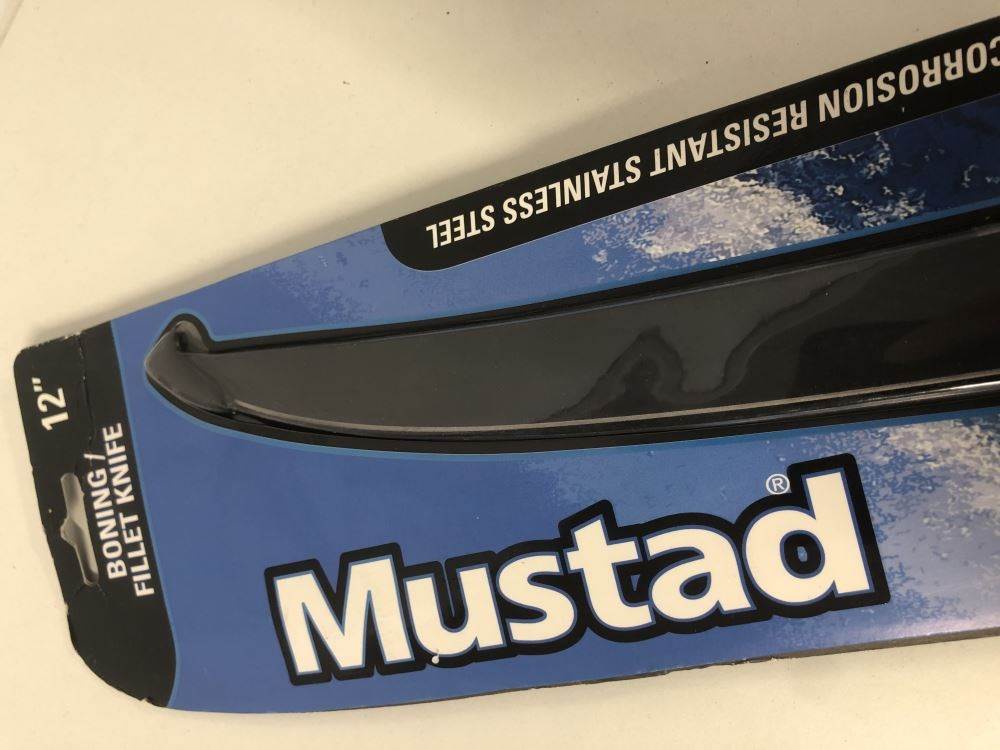 CORROSION RESISTANT STAINLESS STEEL
12"
BONING /
FILLET KNIFE
Mustad®